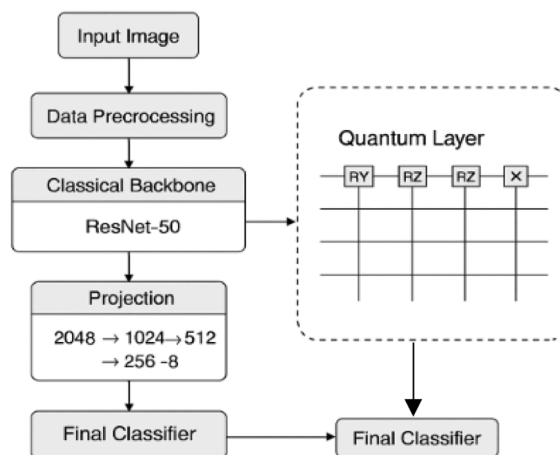 Input Image
Data Precrocessing
Classical Backbone
ResNet-50
Projection
2048 → 1024→512
→ 256 -8
Final Classifier
Quantum Layer
RY RZ RZ ×
Final Classifier